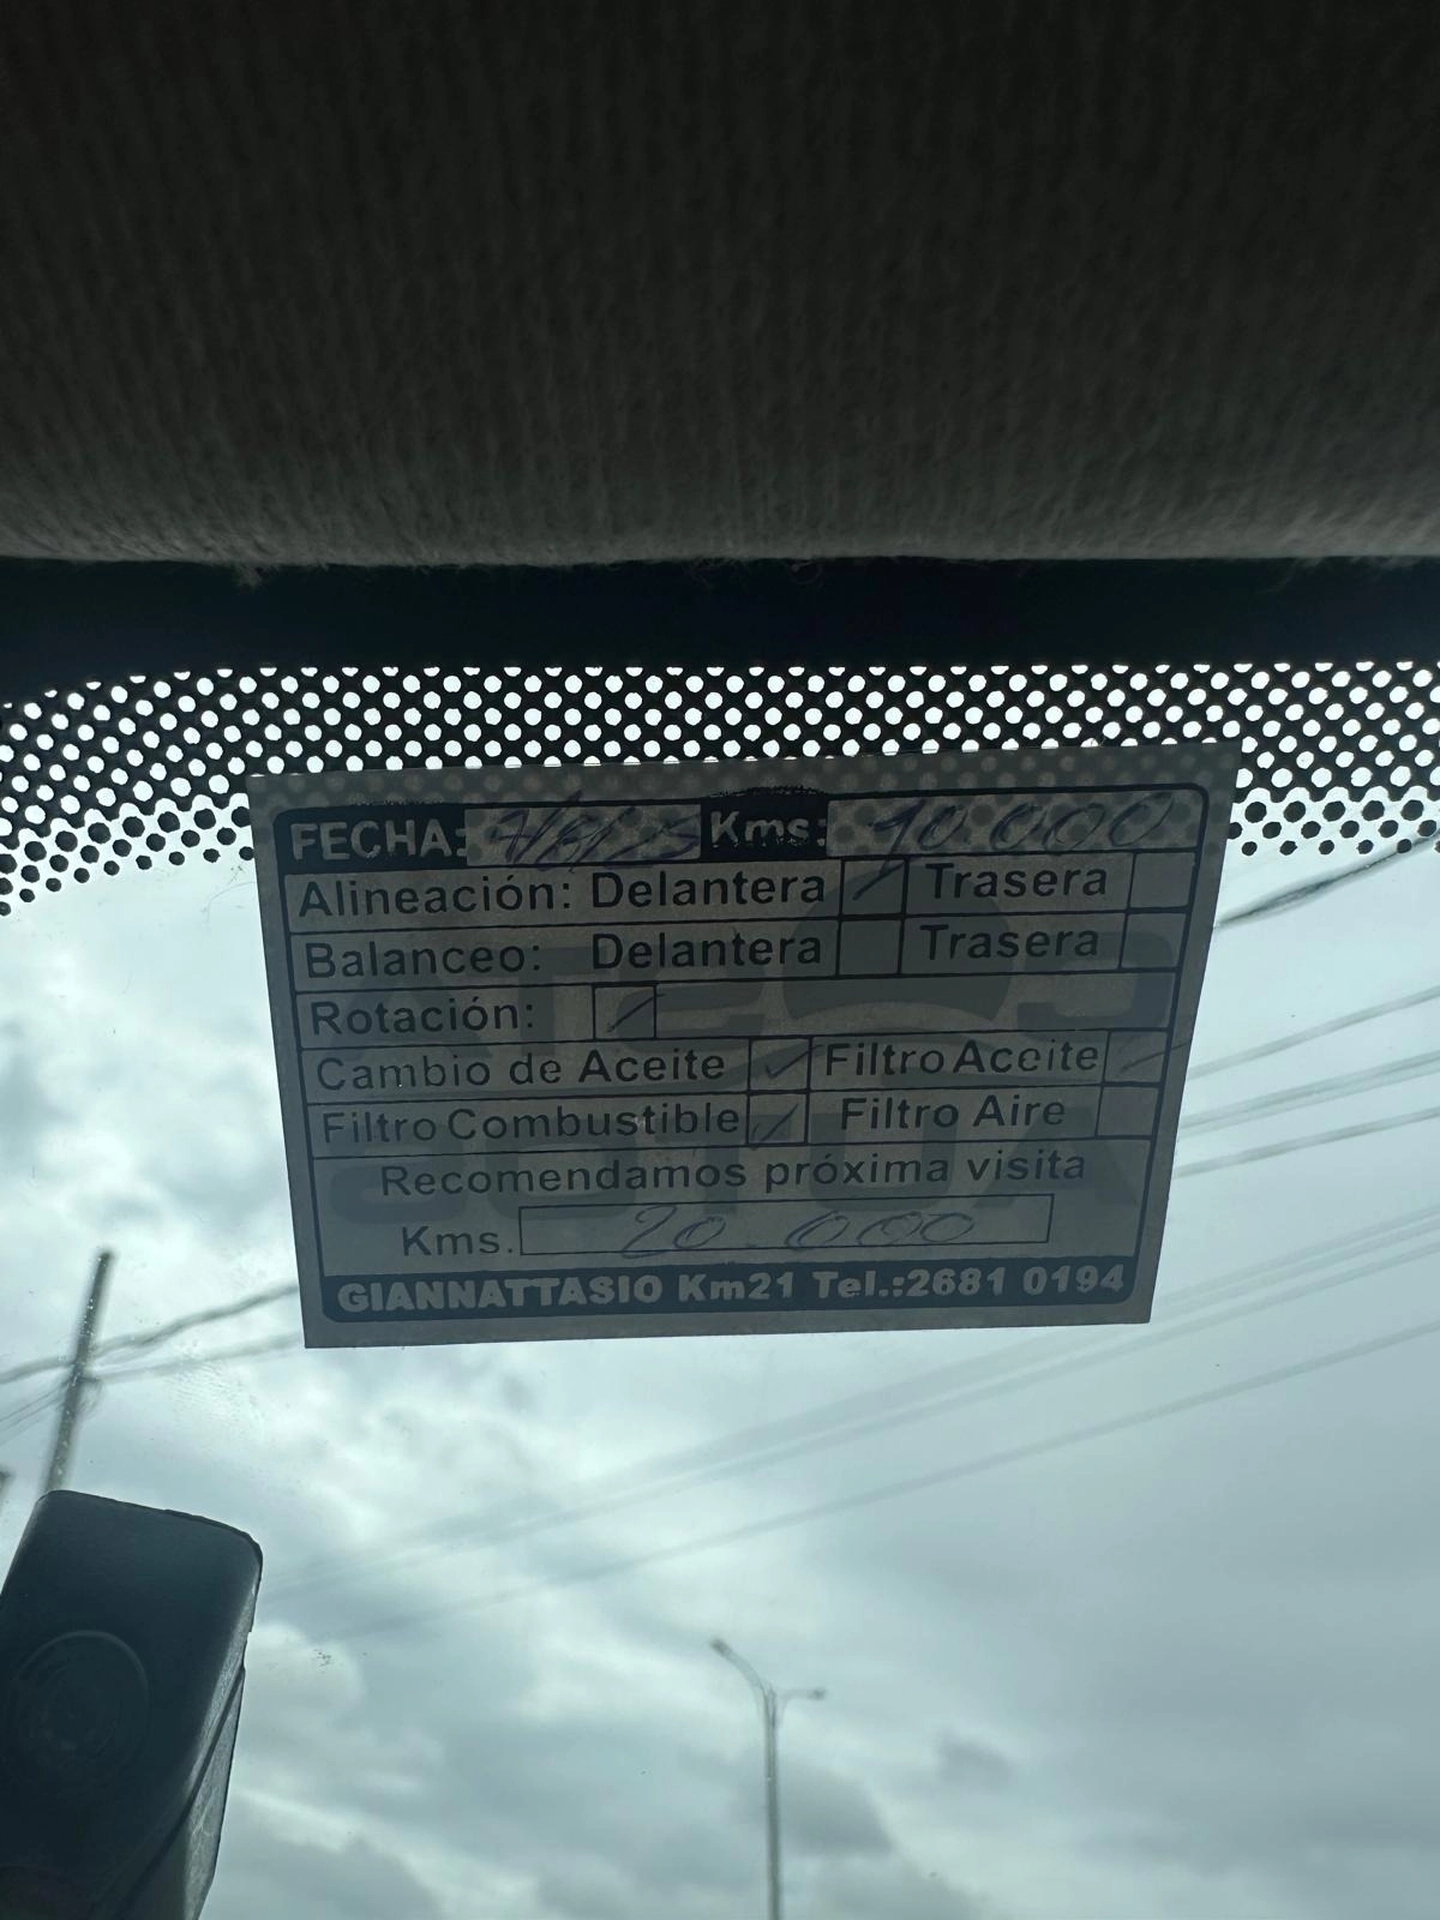 FECHA: Kms: 10.000
Alineación: Delantera Trasera
Balanceo: Delantera Trasera
Rotación:
Cambio de Aceite Filtro Aceite
Filtro Combustible Filtro Aire
Recomendamos próxima visita
Kms. 20.000
GIANNATTASIO Km21 Tel.:2681 0194